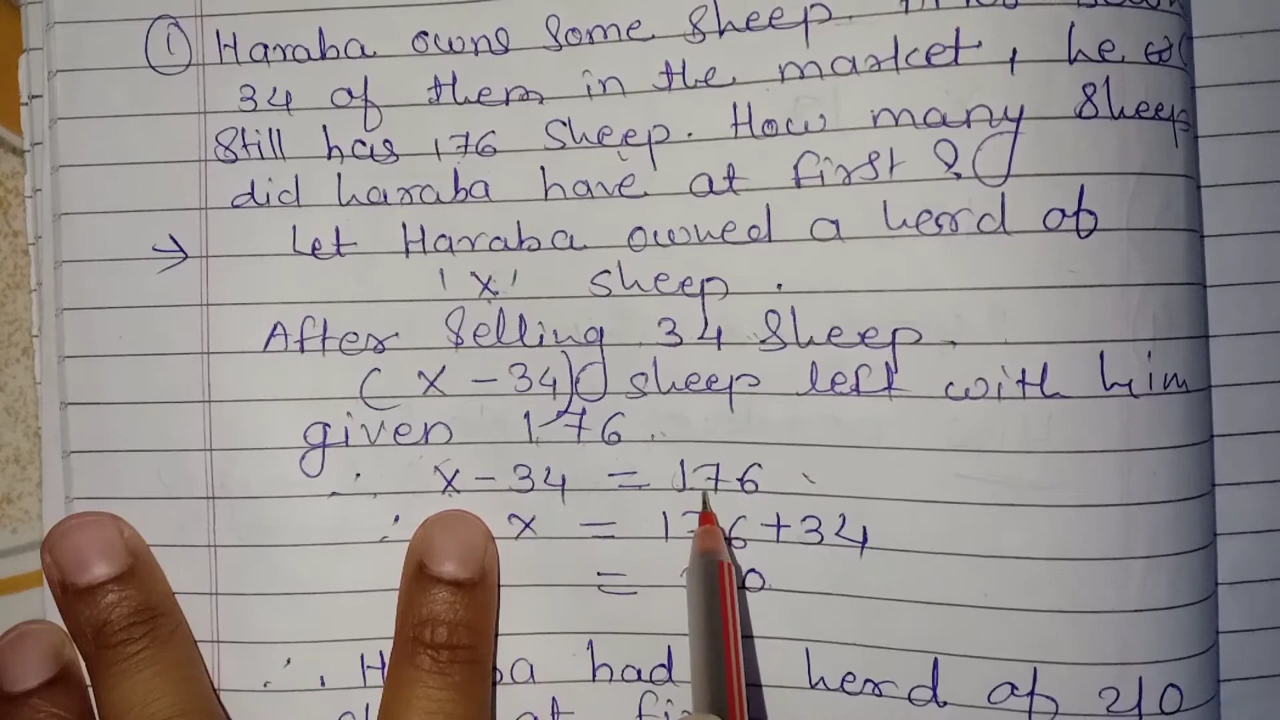 ① Haraba owns some sheep.
34 of them in the market, he
Still has 176 sheep. How many sheep
did haraba have at first ?
→ Let Haraba owned a herd of
'x' sheep.
After selling 34 sheep.
(x - 34) sheep left with him
given 176.
∴ x - 34 = 176
∴ x = 176 + 34
=
∴ had herd of 210
at